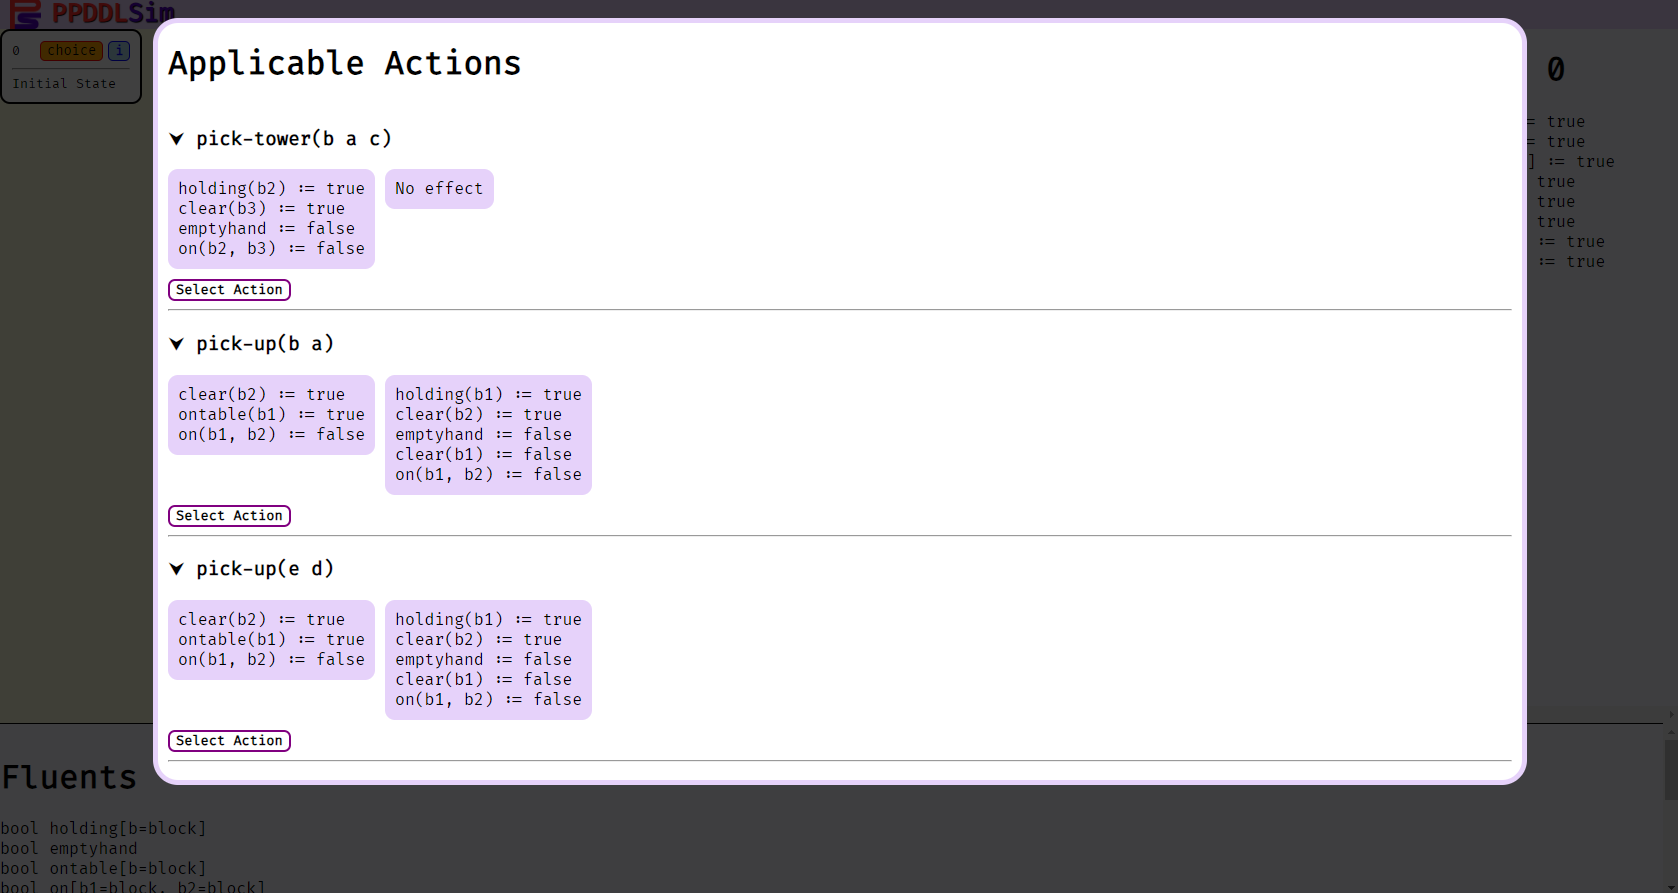 PPDDLSim
0 choice i
Initial State
Applicable Actions
pick-tower(b a c)
holding(b2) := true
clear(b3) := true
emptyhand := false
on(b2, b3) := false
No effect
Select Action
pick-up(b a)
clear(b2) := true
ontable(b1) := true
on(b1, b2) := false
holding(b1) := true
clear(b2) := true
emptyhand := false
clear(b1) := false
on(b1, b2) := false
Select Action
pick-up(e d)
clear(b2) := true
ontable(b1) := true
on(b1, b2) := false
holding(b1) := true
clear(b2) := true
emptyhand := false
clear(b1) := false
on(b1, b2) := false
Select Action
0
= true
= true
] := true
true
true
true
:= true
:= true
Fluents
bool holding[b=block]
bool emptyhand
bool ontable[b=block]
bool on[b1=block, b2=block]